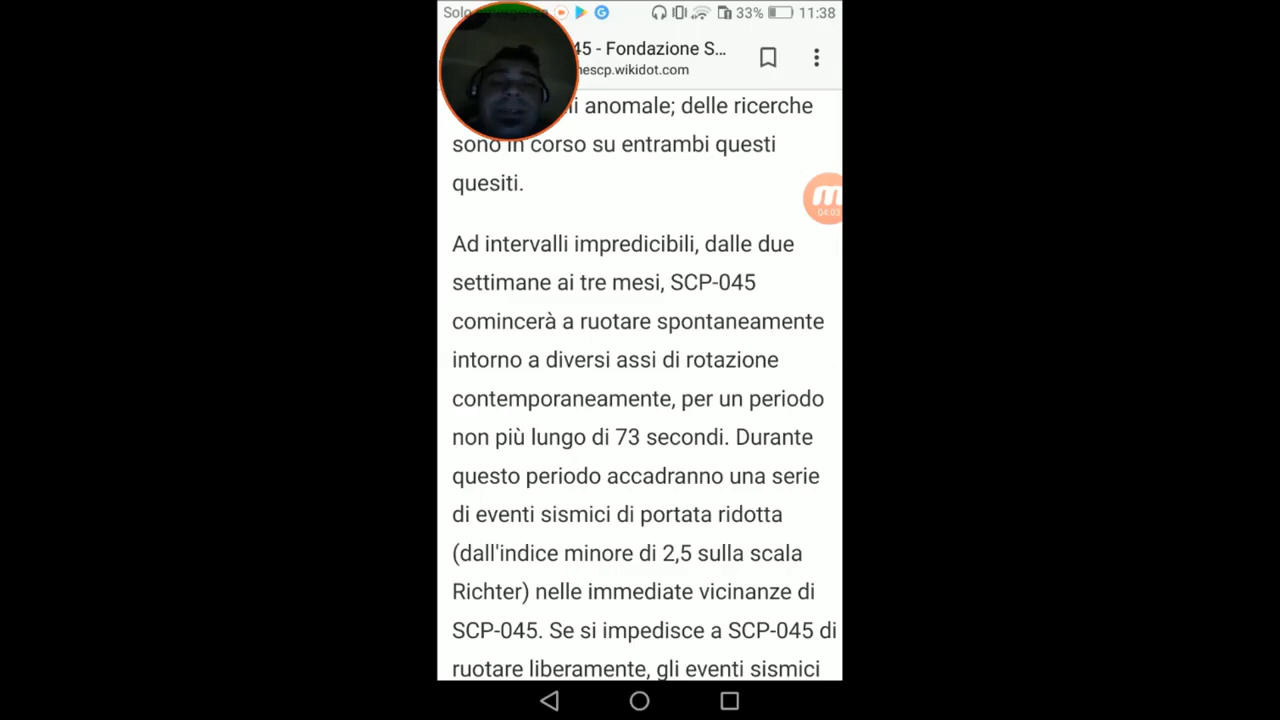 Solo
33% 11:38
45 - Fondazione S...
nescp.wikidot.com
li anomale; delle ricerche
sono in corso su entrambi questi
quesiti.
04:03
Ad intervalli impredicibili, dalle due
settimane ai tre mesi, SCP-045
comincerà a ruotare spontaneamente
intorno a diversi assi di rotazione
contemporaneamente, per un periodo
non più lungo di 73 secondi. Durante
questo periodo accadranno una serie
di eventi sismici di portata ridotta
(dall'indice minore di 2,5 sulla scala
Richter) nelle immediate vicinanze di
SCP-045. Se si impedisce a SCP-045 di
ruotare liberamente, gli eventi sismici